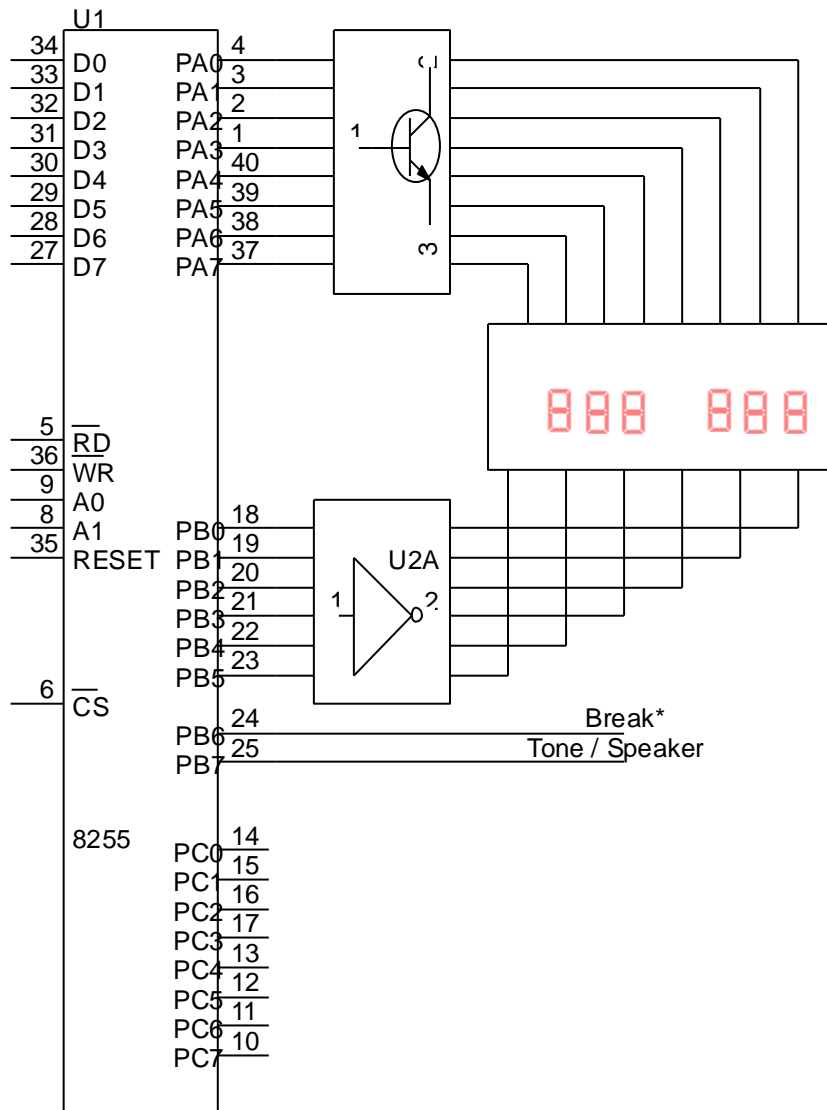 U1
34 D0 PA0 4
33 D1 PA1 3
32 D2 PA2 2
31 D3 PA3 1
30 D4 PA4 40
29 D5 PA5 39
28 D6 PA6 38
27 D7 PA7 37
1
3
888 888
5 RD
36 WR
9 A0
8 A1 PB0 18
35 RESET PB1 19
PB2 20
PB3 21
PB4 22
PB5 23
U2A
1 2
6 CS
PB6 24 Break*
PB7 25 Tone / Speaker
8255
PC0 14
PC1 15
PC2 16
PC3 17
PC4 13
PC5 12
PC6 11
PC7 10